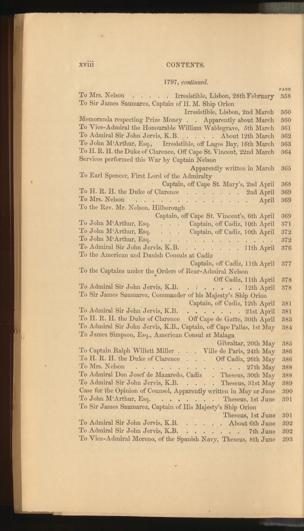 xviii CONTENTS.
1797, continued.
PAGE
To Mrs. Nelson . . . . . Irresistible, Lisbon, 28th February 358
To Sir James Saumarez, Captain of H. M. Ship Orion
Irresistible, Lisbon, 2nd March 360
Memoranda respecting Prize Money . . Apparently about March 360
To Vice-Admiral the Honourable William Waldegrave, 5th March 361
To Admiral Sir John Jervis, K.B. . . . . About 12th March 362
To John M'Arthur, Esq., Irresistible, off Lagos Bay, 16th March 363
To H. R. H. the Duke of Clarence, Off Cape St. Vincent, 22nd March 364
Services performed this War by Captain Nelson
Apparently written in March 365
To Earl Spencer, First Lord of the Admiralty
Captain, off Cape St. Mary's, 2nd April 368
To H. R. H. the Duke of Clarence . . . . . 2nd April 369
To Mrs. Nelson . . . . . . . . April 369
To the Rev. Mr. Nelson, Hilborough
Captain, off Cape St. Vincent's, 6th April 369
To John M'Arthur, Esq. . . . Captain, off Cadiz, 10th April 371
To John M'Arthur, Esq. . . . Captain, off Cadiz, 10th April 372
To John M'Arthur, Esq. 372
To Admiral Sir John Jervis, K.B. . . . . . 11th April 376
To the American and Danish Consuls at Cadiz
Captain, off Cadiz, 11th April 377
To the Captains under the Orders of Rear-Admiral Nelson
Off Cadiz, 11th April 378
To Admiral Sir John Jervis, K.B. . . . . . 12th April 378
To Sir James Saumarez, Commander of his Majesty's Ship Orion
Captain, off Cadiz, 12th April 381
To Admiral Sir John Jervis, K.B. . . . . . 21st April 381
To H. R. H. the Duke of Clarence Off Cape de Gatte, 30th April 383
To Admiral Sir John Jervis, K.B., Captain, off Cape Pallas, 1st May 384
To James Simpson, Esq., American Consul at Malaga
Gibraltar, 20th May 385
To Captain Ralph Willett Miller . . . Ville de Paris, 24th May 386
To H. R. H. the Duke of Clarence . . . Off Cadiz, 26th May 386
To Mrs. Nelson . . . . . . . 27th May 388
To Admiral Don Josef de Mazaredo, Cadiz . Theseus, 30th May 388
To Admiral Sir John Jervis, K.B. . . . Theseus, 31st May 389
Case for the Opinion of Counsel, Apparently written in May or June 390
To John M'Arthur, Esq. . . . . . Theseus, 1st June 391
To Sir James Saumarez, Captain of His Majesty's Ship Orion
Theseus, 1st June 391
To Admiral Sir John Jervis, K.B. . . . . About 6th June 392
To Admiral Sir John Jervis, K.B. . . . . . 7th June 392
To Vice-Admiral Moreno, of the Spanish Navy, Theseus, 8th June 393